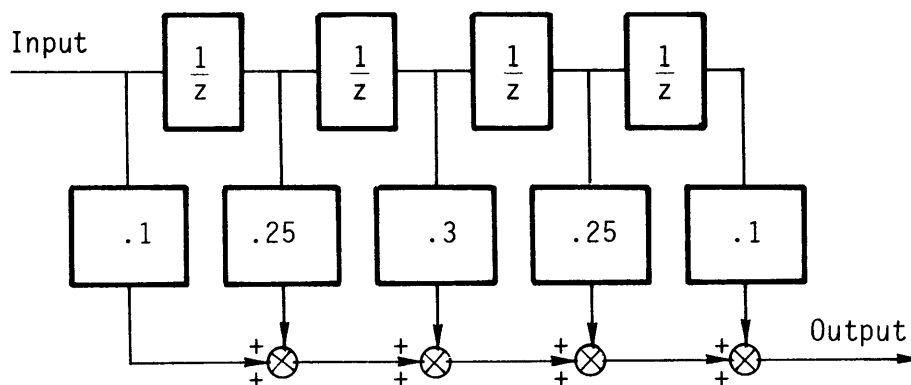 Input
1/z 1/z 1/z 1/z
.1 .25 .3 .25 .1
+ + + +
Output
+ + + +